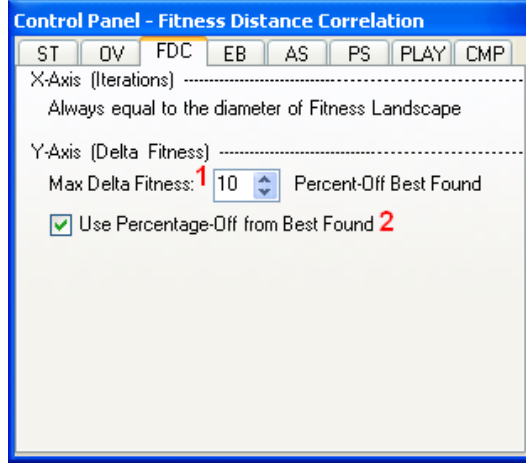 Control Panel - Fitness Distance Correlation
ST OV FDC EB AS PS PLAY CMP
X-Axis (Iterations)
Always equal to the diameter of Fitness Landscape
Y-Axis (Delta Fitness)
Max Delta Fitness: 1 10 Percent-Off Best Found
Use Percentage-Off from Best Found 2